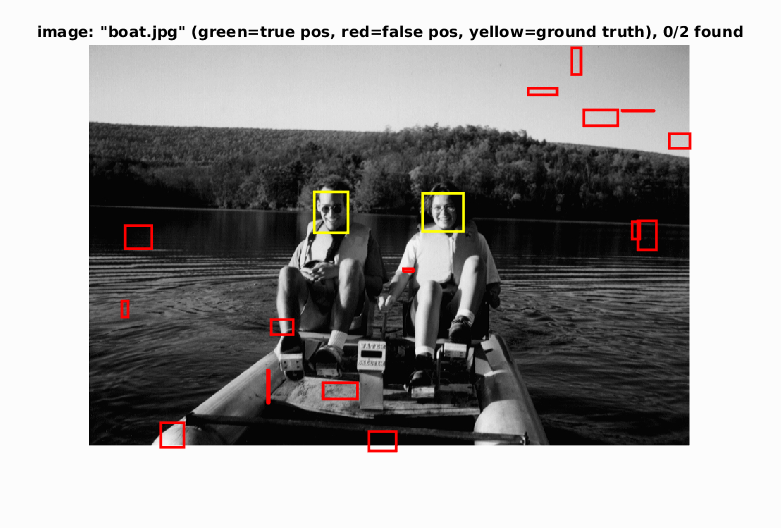 image: "boat.jpg" (green=true pos, red=false pos, yellow=ground truth), 0/2 found